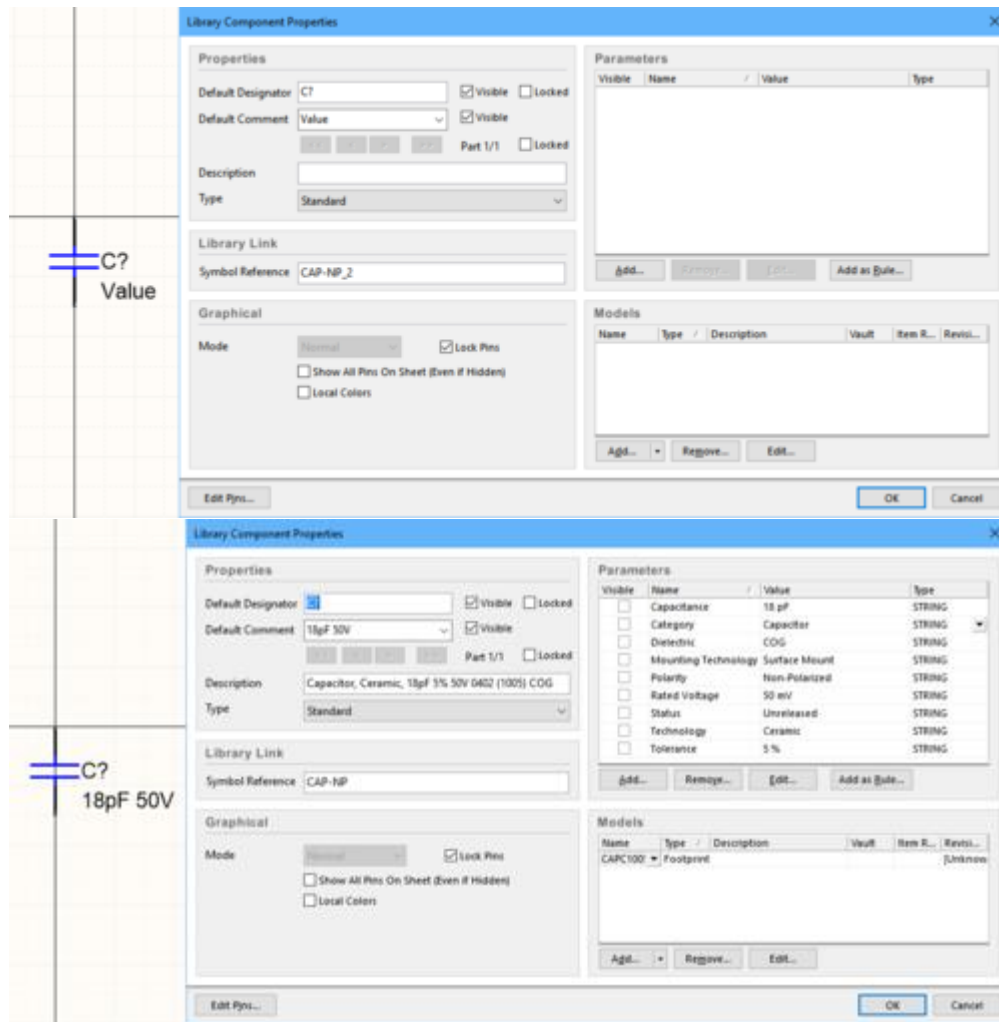 Library Component Properties
Properties
Default Designator C? Visible Locked
Default Comment Value Visible
Part 1/1 Locked
Description
Type Standard
Library Link
Symbol Reference CAP-NP_2
Graphical
Mode Normal Lock Pins
Show All Pins On Sheet (Even if Hidden)
Local Colors
Edit Pins...
Parameters
Visible Name Value Type
Add... Remove... Edit... Add as Rule...
Models
Name Type Description Vault Item R... Revisi...
Add... Remove... Edit...
OK Cancel
C?
Value
Library Component Properties
Properties
Default Designator C? Visible Locked
Default Comment 18pF 50V Visible
Part 1/1 Locked
Description Capacitor, Ceramic, 18pF 5% 50V 0402 (1005) COG
Type Standard
Library Link
Symbol Reference CAP-NP
Graphical
Mode Normal Lock Pins
Show All Pins On Sheet (Even if Hidden)
Local Colors
Edit Pins...
Parameters
Visible Name Value Type
Capacitance 18 pF STRING
Category Capacitor STRING
Dielectric COG STRING
Mounting Technology Surface Mount STRING
Polarity Non-Polarized STRING
Rated Voltage 50 mV STRING
Status Unreleased STRING
Technology Ceramic STRING
Tolerance 5 % STRING
Add... Remove... Edit... Add as Rule...
Models
Name Type Description Vault Item R... Revisi...
CAPC100 Footprint [Unknow
Add... Remove... Edit...
OK Cancel
C?
18pF 50V